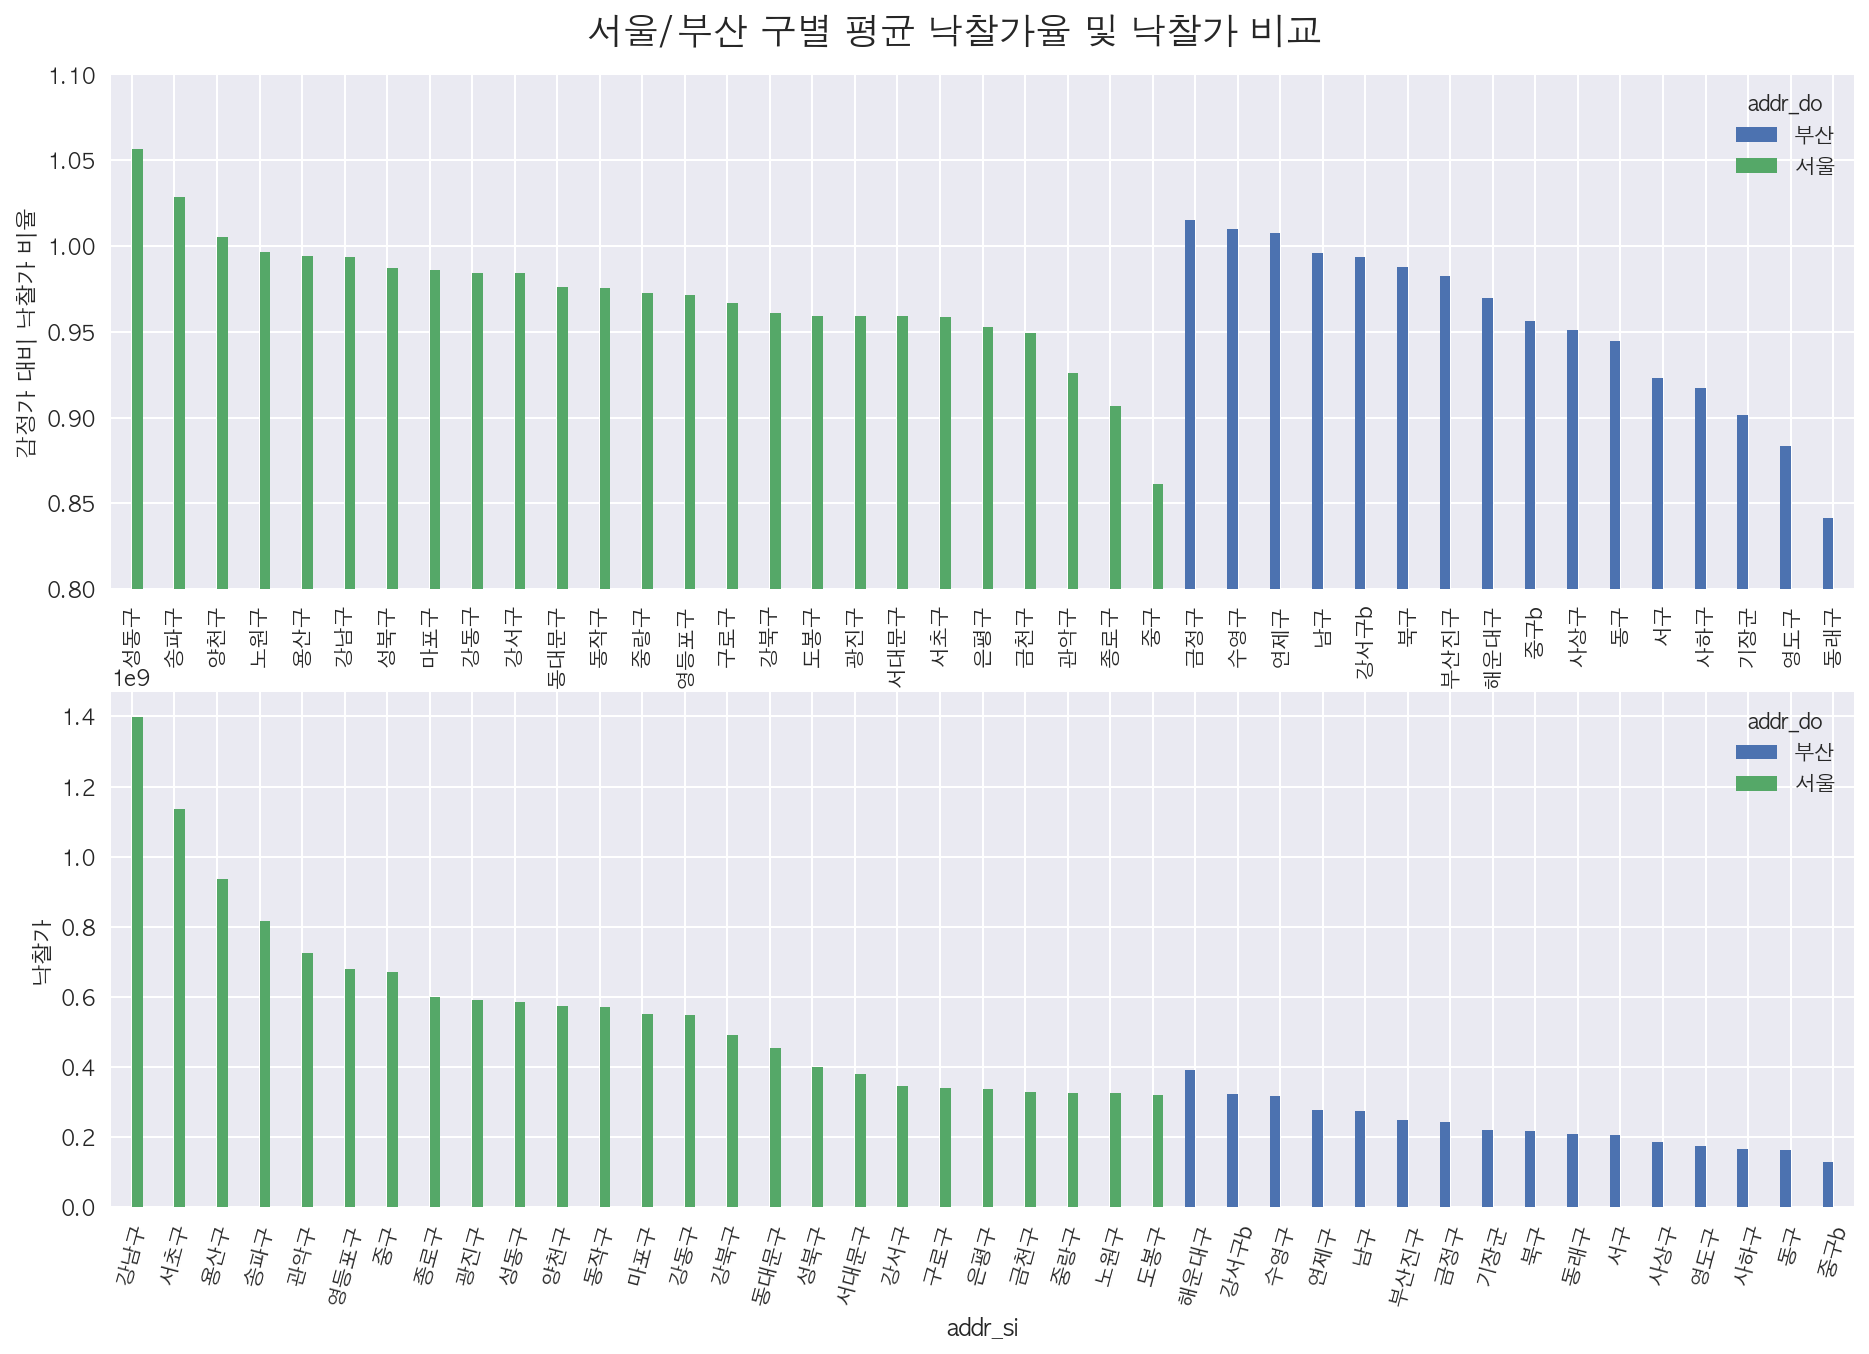 서울/부산 구별 평균 낙찰가율 및 낙찰가 비교
감정가 대비 낙찰가 비율
1.10
1.05
1.00
0.95
0.90
0.85
0.80
addr_do
부산
서울
성동구 송파구 양천구 노원구 용산구 강남구 성북구 마포구 강동구 강서구 동대문구 동작구 중랑구 영등포구 구로구 강북구 도봉구 광진구 서대문구 서초구 은평구 금천구 관악구 종로구 중구 금정구 수영구 연제구 남구 강서구b 북구 부산진구 해운대구 중구b 사상구 동구 서구 사하구 기장군 영도구 동래구
1e9
낙찰가
1.4
1.2
1.0
0.8
0.6
0.4
0.2
0.0
addr_do
부산
서울
강남구 서초구 용산구 송파구 관악구 영등포구 중구 종로구 광진구 성동구 양천구 동작구 마포구 강동구 강북구 동대문구 성북구 서대문구 강서구 구로구 은평구 금천구 중랑구 노원구 도봉구 해운대구 강서구b 수영구 연제구 남구 부산진구 금정구 기장군 북구 동래구 서구 사상구 영도구 사하구 동구 중구b
addr_si